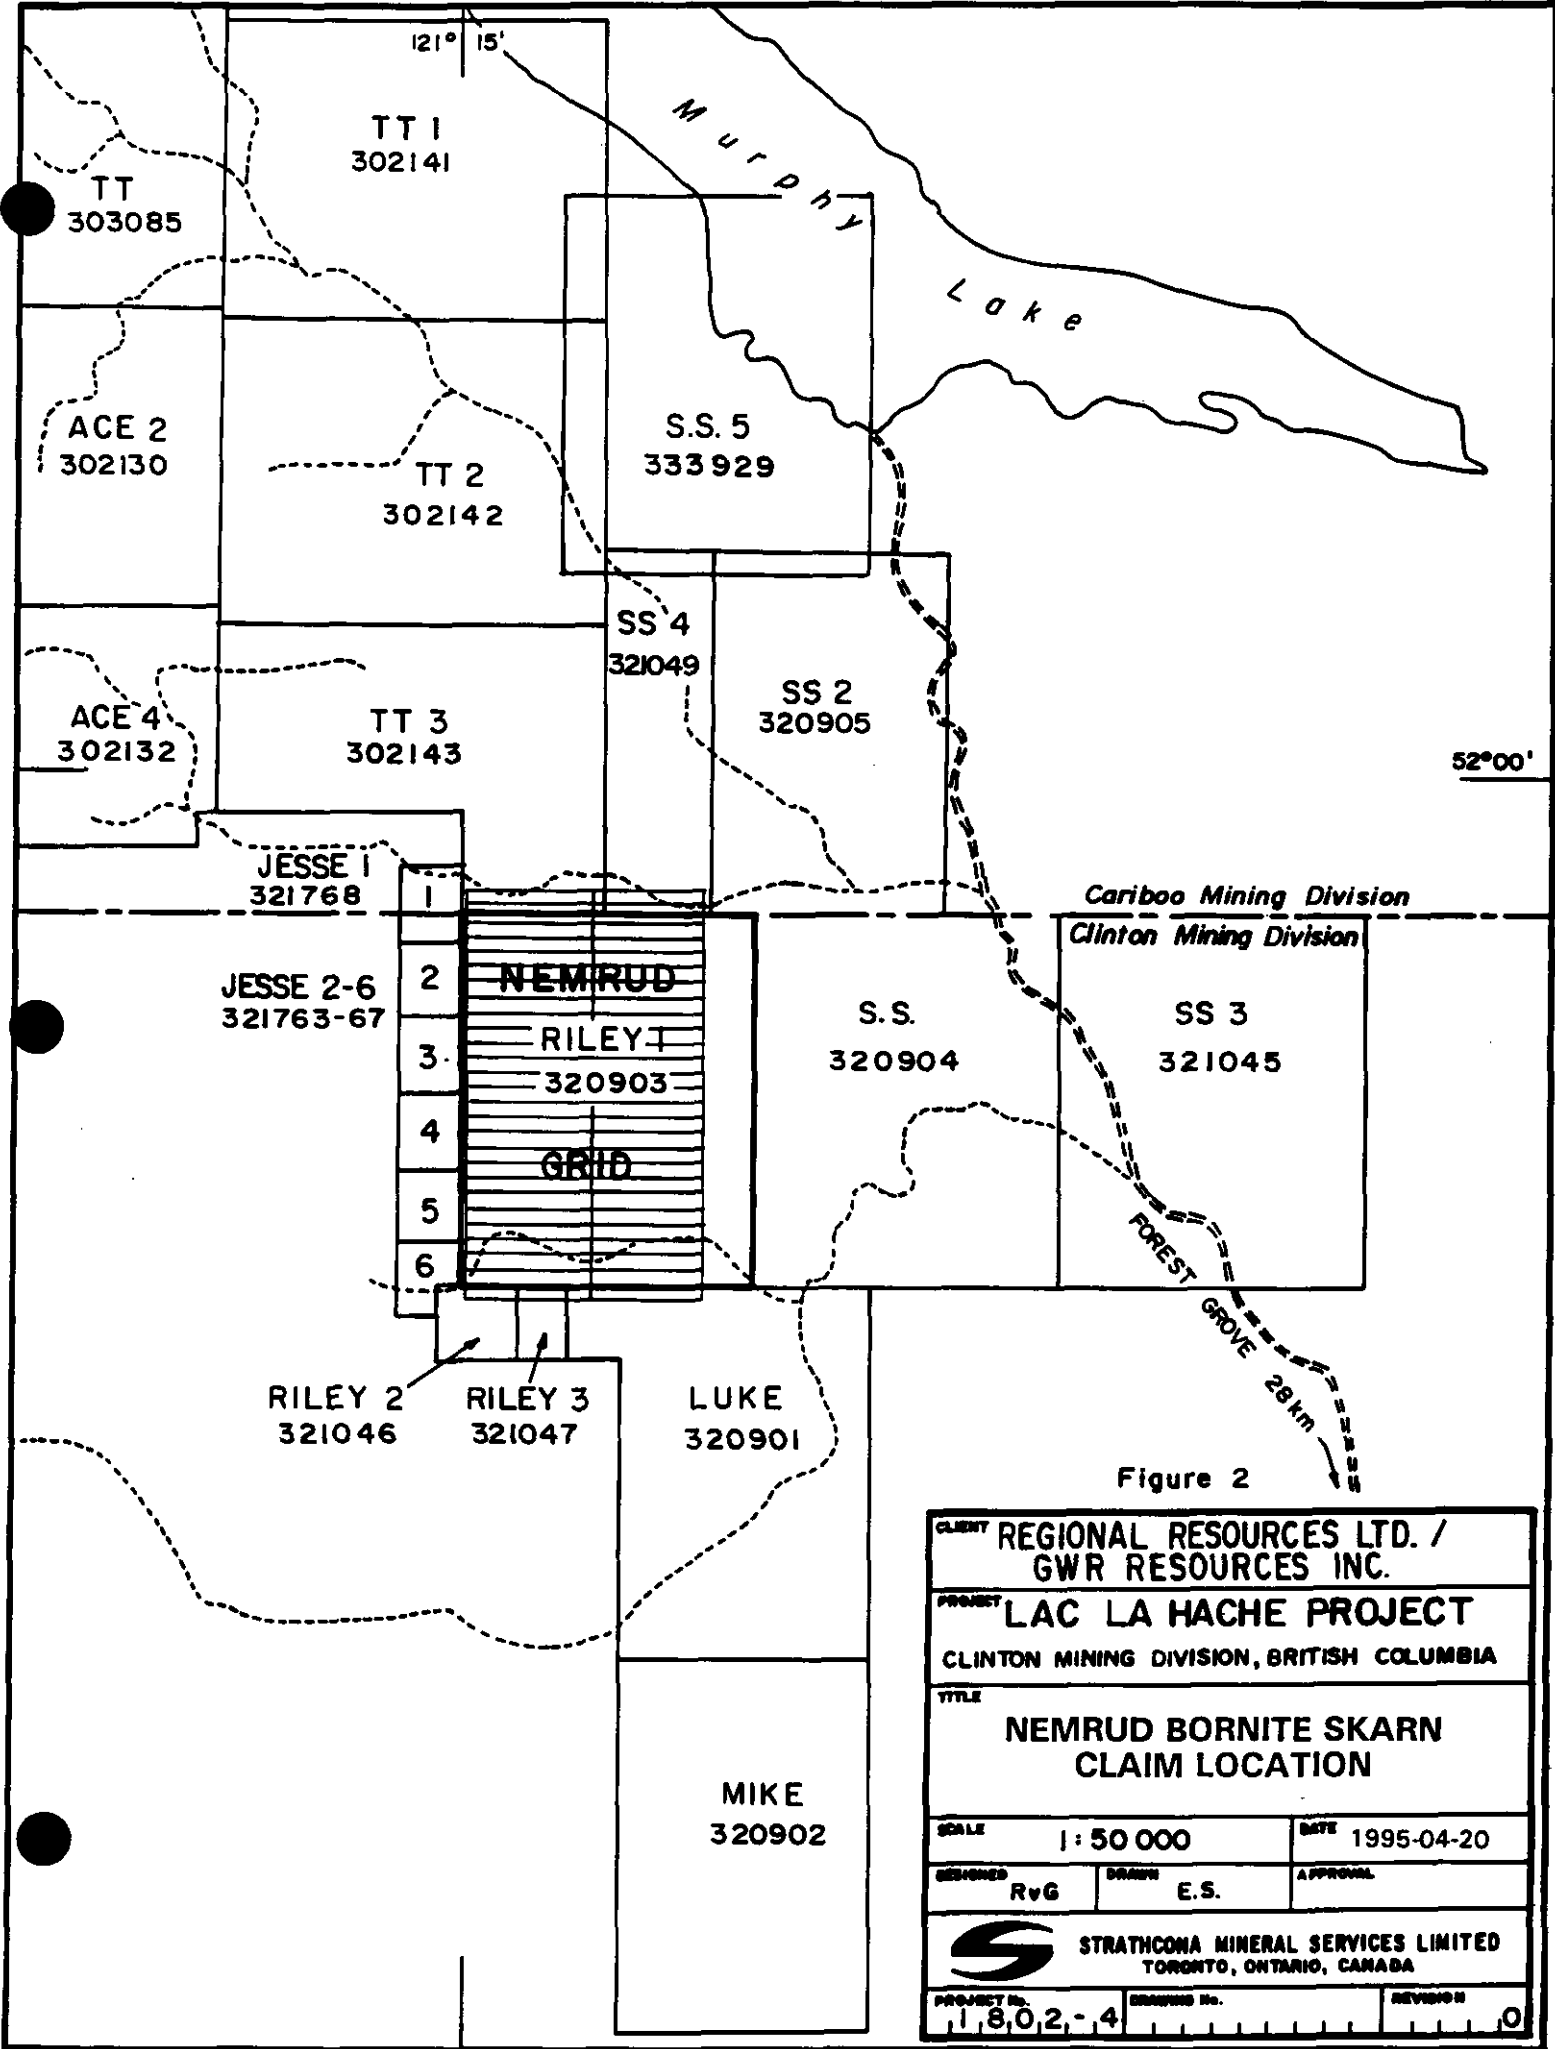 121° 15'
TT 1
302141
Murphy
Lake
TT
303085
ACE 2
302130
TT 2
302142
S.S. 5
333929
SS 4
321049
SS 2
320905
ACE 4
302132
TT 3
302143
52°00'
JESSE 1
321768
1
Cariboo Mining Division
Clinton Mining Division
JESSE 2-6
321763-67
2
3
4
5
6
NEMRUD
RILEY 1
320903
GRID
S.S.
320904
SS 3
321045
FOREST
GROVE
28km
RILEY 2
321046
RILEY 3
321047
LUKE
320901
MIKE
320902
Figure 2
CLIENT REGIONAL RESOURCES LTD. /
GWR RESOURCES INC.
PROJECT LAC LA HACHE PROJECT
CLINTON MINING DIVISION, BRITISH COLUMBIA
TITLE
NEMRUD BORNITE SKARN
CLAIM LOCATION
SCALE 1:50 000
DATE 1995-04-20
DESIGNED RvG
DRAWN E.S.
APPROVAL
STRATHCONA MINERAL SERVICES LIMITED
TORONTO, ONTARIO, CANADA
PROJECT No. 1802-4
DRAWING No.
REVISION 0